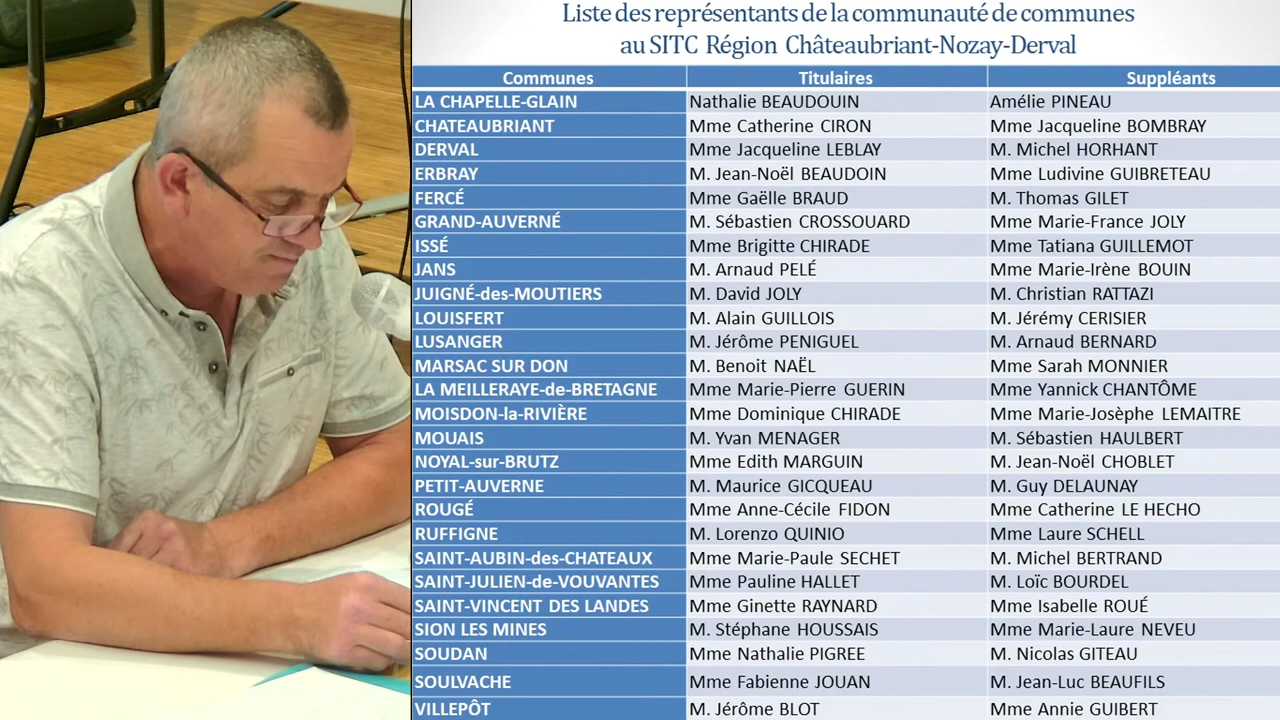 Liste des représentants de la communauté de communes
au SITC Région Châteaubriant-Nozay-Derval
Communes Titulaires Suppléants
LA CHAPELLE-GLAIN Nathalie BEAUDOUIN Amélie PINEAU
CHATEAUBRIANT Mme Catherine CIRON Mme Jacqueline BOMBRAY
DERVAL Mme Jacqueline LEBLAY M. Michel HORHANT
ERBRAY M. Jean-Noël BEAUDOIN Mme Ludivine GUIBRETEAU
FERCÉ Mme Gaëlle BRAUD M. Thomas GILET
GRAND-AUVERNÉ M. Sébastien CROSSOUARD Mme Marie-France JOLY
ISSÉ Mme Brigitte CHIRADE Mme Tatiana GUILLEMOT
JANS M. Arnaud PELÉ Mme Marie-Irène BOUIN
JUIGNÉ-des-MOUTIERS M. David JOLY M. Christian RATTAZI
LOUISFERT M. Alain GUILLOIS M. Jérémy CERISIER
LUSANGER M. Jérôme PENIGUEL M. Arnaud BERNARD
MARSAC SUR DON M. Benoit NAËL Mme Sarah MONNIER
LA MEILLERAYE-de-BRETAGNE Mme Marie-Pierre GUERIN Mme Yannick CHANTÔME
MOISDON-la-RIVIÈRE Mme Dominique CHIRADE Mme Marie-Josèphe LEMAITRE
MOUAIS M. Yvan MENAGER M. Sébastien HAULBERT
NOYAL-sur-BRUTZ Mme Edith MARGUIN M. Jean-Noël CHOBLET
PETIT-AUVERNE M. Maurice GICQUEAU M. Guy DELAUNAY
ROUGÉ Mme Anne-Cécile FIDON Mme Catherine LE HECHO
RUFFIGNE M. Lorenzo QUINIO Mme Laure SCHELL
SAINT-AUBIN-des-CHATEAUX Mme Marie-Paule SECHET M. Michel BERTRAND
SAINT-JULIEN-de-VOUVANTES Mme Pauline HALLET M. Loïc BOURDEL
SAINT-VINCENT DES LANDES Mme Ginette RAYNARD Mme Isabelle ROUÉ
SION LES MINES M. Stéphane HOUSSAIS Mme Marie-Laure NEVEU
SOUDAN Mme Nathalie PIGREE M. Nicolas GITEAU
SOULVACHE Mme Fabienne JOUAN M. Jean-Luc BEAUFILS
VILLEPÔT M. Jérôme BLOT Mme Annie GUIBERT